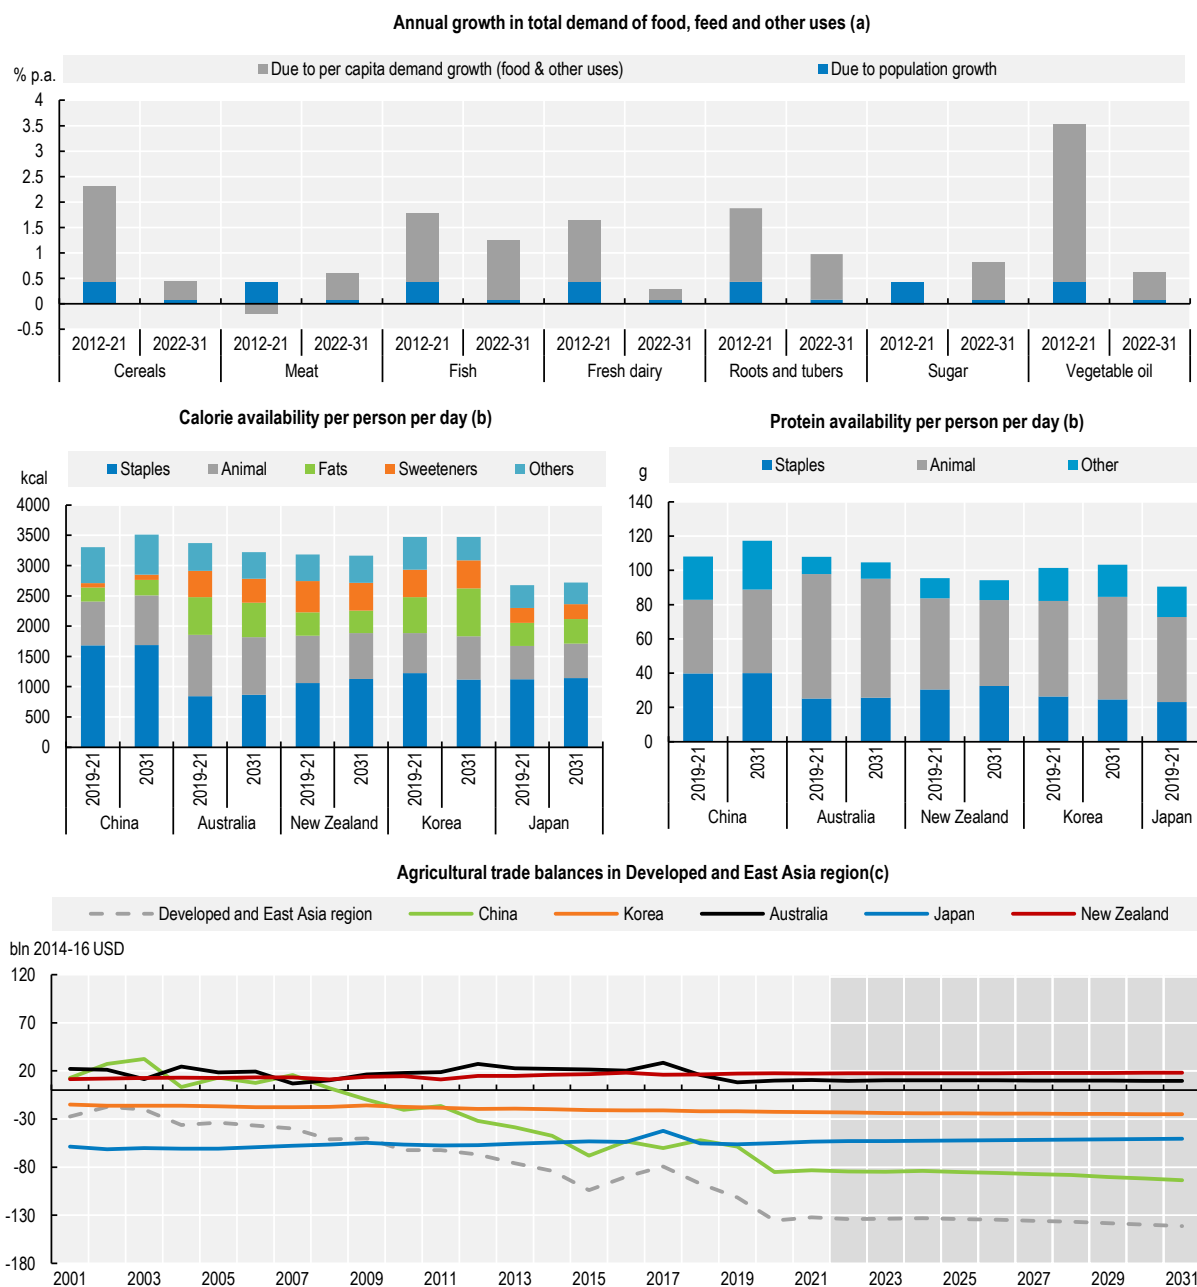 Annual growth in total demand of food, feed and other uses (a)
Due to per capita demand growth (food & other uses)
Due to population growth
% p.a.
4
3.5
3
2.5
2
1.5
1
0.5
0
-0.5
2012-21 2022-31 2012-21 2022-31 2012-21 2022-31 2012-21 2022-31 2012-21 2022-31 2012-21 2022-31 2012-21 2022-31
Cereals Meat Fish Fresh dairy Roots and tubers Sugar Vegetable oil
Calorie availability per person per day (b)
Staples Animal Fats Sweeteners Others
kcal
4000
3500
3000
2500
2000
1500
1000
500
0
2019-21 2031 2019-21 2031 2019-21 2031 2019-21 2031 2019-21 2031
China Australia New Zealand Korea Japan
Protein availability per person per day (b)
Staples Animal Other
g
140
120
100
80
60
40
20
0
2019-21 2031 2019-21 2031 2019-21 2031 2019-21 2031 2019-21
China Australia New Zealand Korea Japan
Agricultural trade balances in Developed and East Asia region(c)
Developed and East Asia region China Korea Australia Japan New Zealand
bln 2014-16 USD
120
70
20
-30
-80
-130
-180
2001 2003 2005 2007 2009 2011 2013 2015 2017 2019 2021 2023 2025 2027 2029 2031